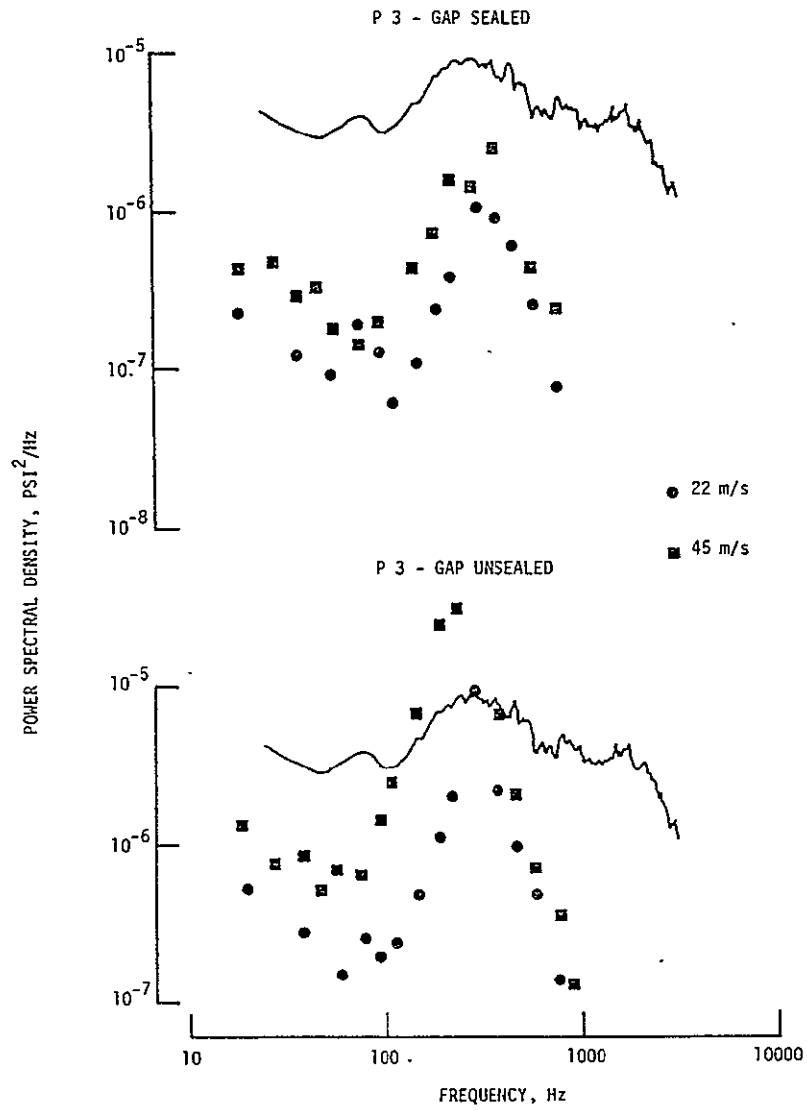 P 3 - GAP SEALED
10^-5
10^-6
10^-7
10^-8
POWER SPECTRAL DENSITY, PSI^2/Hz
22 m/s
45 m/s
P 3 - GAP UNSEALED
10^-5
10^-6
10^-7
10
100
1000
10000
FREQUENCY, Hz